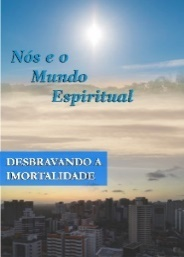 Nós e o
Mundo
Espiritual
DESBRAVANDO A
IMORTALIDADE